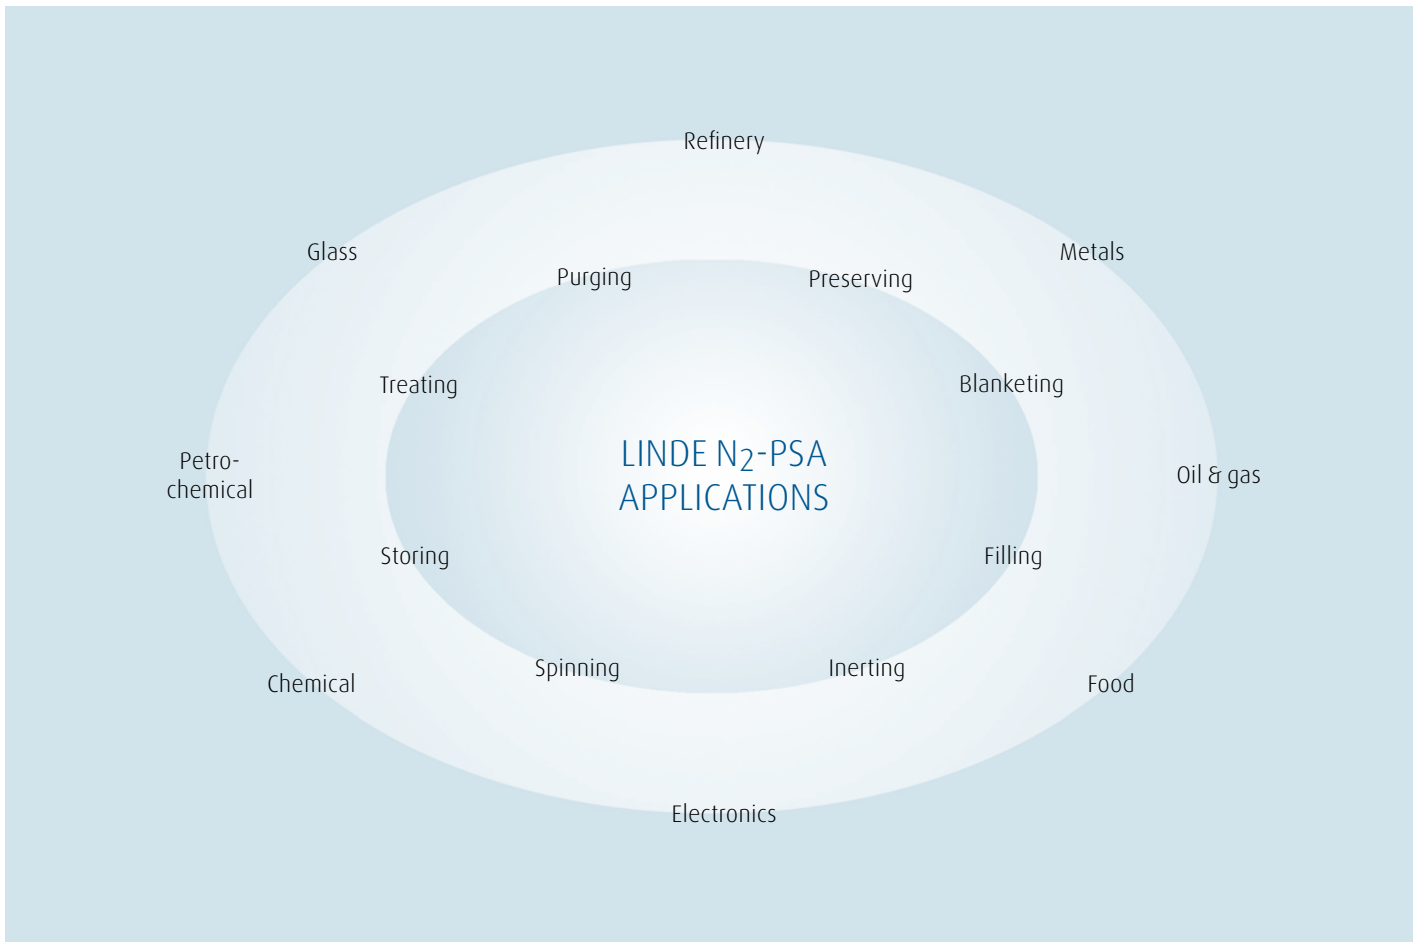 Refinery
Glass
Metals
Purging
Preserving
Treating
Blanketing
LINDE N2-PSA
APPLICATIONS
Petro-
chemical
Oil & gas
Storing
Filling
Spinning
Inerting
Chemical
Food
Electronics